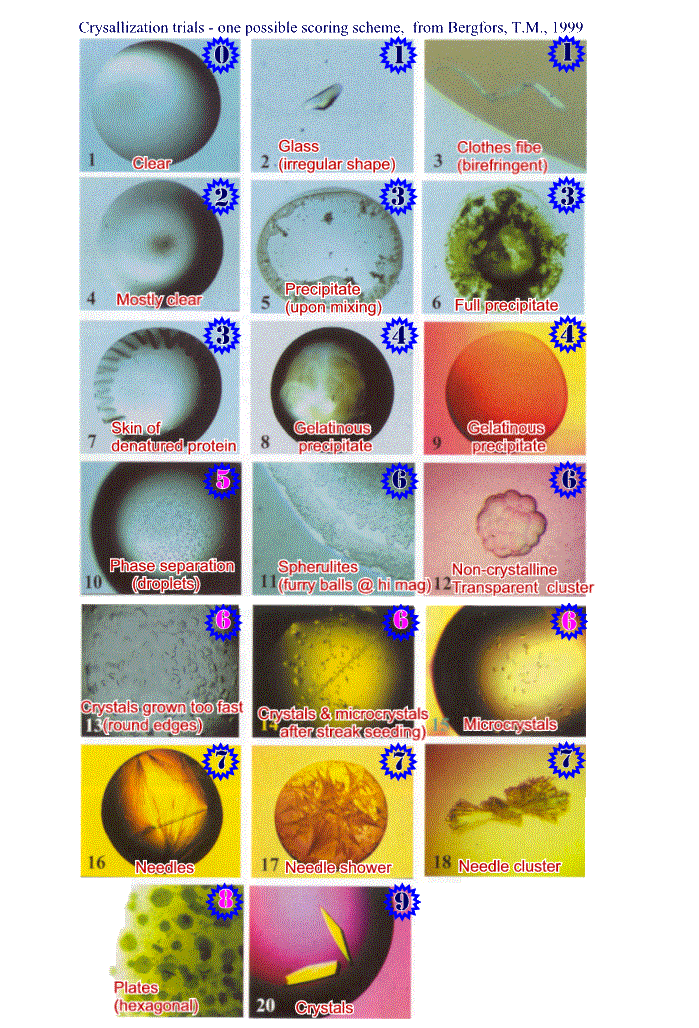 Crysallization trials - one possible scoring scheme, from Bergfors, T.M., 1999
0
1 Clear
1
2 Glass
(irregular shape)
1
3 Clothes fibe
(birefringent)
2
4 Mostly clear
3
5 Precipitate
(upon mixing)
3
6 Full precipitate
3
7 Skin of
denatured protein
4
8 Gelatinous
precipitate
4
9 Gelatinous
precipitate
5
10 Phase separation
(droplets)
6
11 Spherulites
(furry balls @ hi mag)
6
12 Non-crystalline
Transparent cluster
6
Crystals grown too fast
13 (round edges)
6
14 Crystals & microcrystals
after streak seeding)
6
15 Microcrystals
7
16 Needles
7
17 Needle shower
7
18 Needle cluster
8
Plates
(hexagonal)
9
20 Crystals